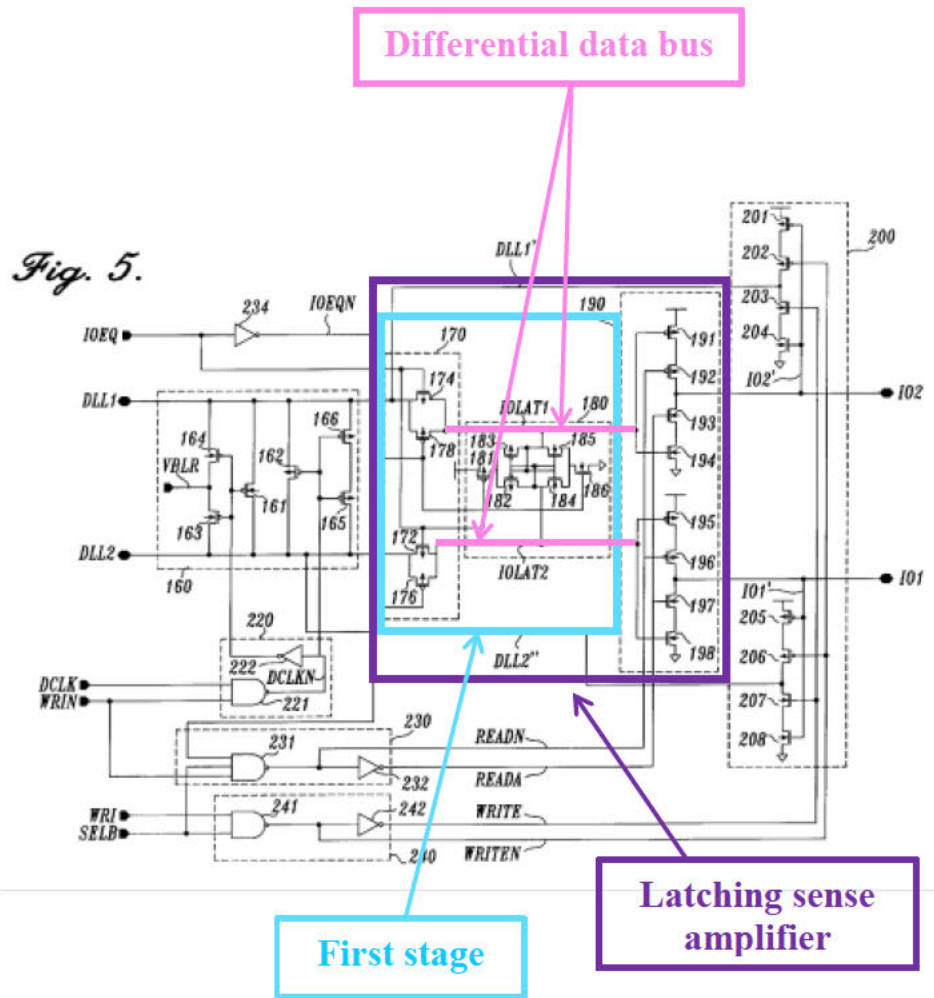 Differential data bus
Fig. 5.
201
202
200
DLL1"
203
204
234
IOEQN
190
IOEQ
170
191
174
192
IO2'
DLL1
IO2
166
IOLAT1
180
193
164
162
178
183
185
194
VBLR
181
186
161
182
184
195
163
165
172
196
DLL2
IOLAT2
IO1
160
176
IO1'
197
205
220
198
222
DLL2"
206
DCLKN
DCLK
WRIN
221
207
230
READN
208
231
232
READA
WRI
241
242
WRITE
SELB
240
WRITEN
Latching sense
amplifier
First stage